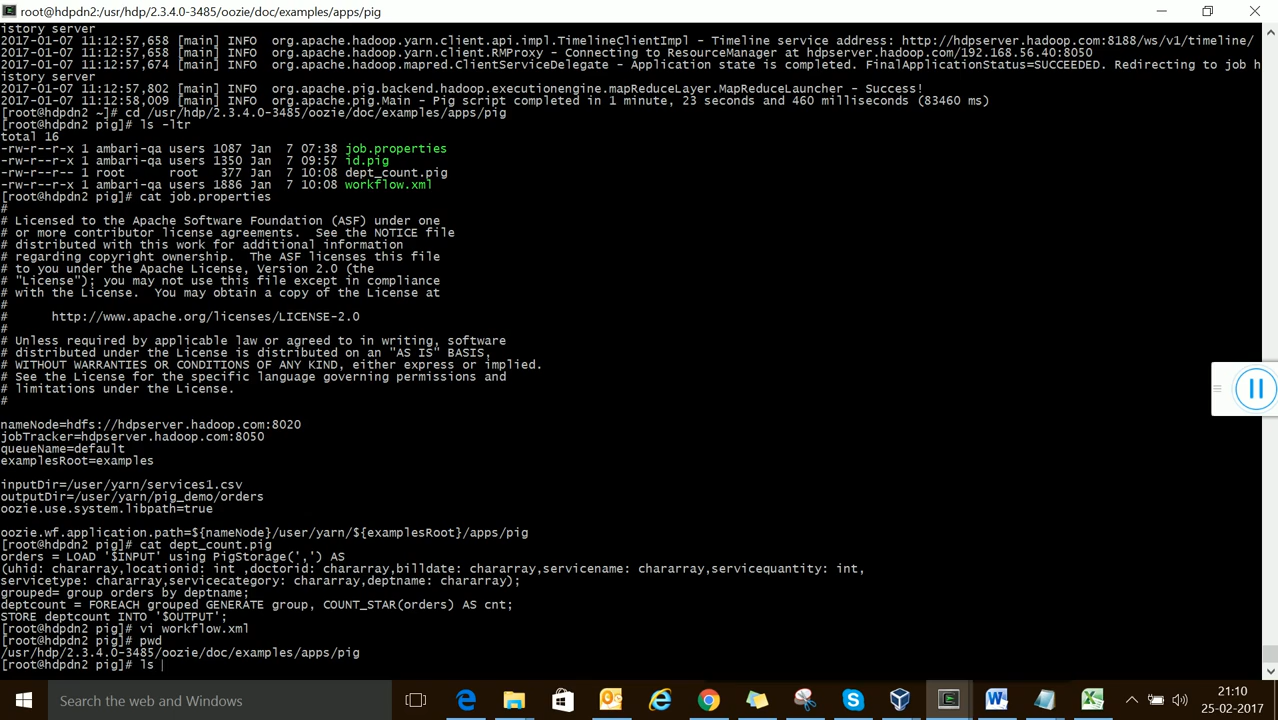 root@hdpdn2:/usr/hdp/2.3.4.0-3485/oozie/doc/examples/apps/pig
istory server
2017-01-07 11:12:57,658 [main] INFO  org.apache.hadoop.yarn.client.api.impl.TimelineClientImpl - Timeline service address: http://hdpserver.hadoop.com:8188/ws/v1/timeline/
2017-01-07 11:12:57,658 [main] INFO  org.apache.hadoop.yarn.client.RMProxy - Connecting to ResourceManager at hdpserver.hadoop.com/192.168.56.40:8050
2017-01-07 11:12:57,674 [main] INFO  org.apache.hadoop.mapred.ClientServiceDelegate - Application state is completed. FinalApplicationStatus=SUCCEEDED. Redirecting to job h
istory server
2017-01-07 11:12:57,802 [main] INFO  org.apache.pig.backend.hadoop.executionengine.mapReduceLayer.MapReduceLauncher - Success!
2017-01-07 11:12:58,009 [main] INFO  org.apache.pig.Main - Pig script completed in 1 minute, 23 seconds and 460 milliseconds (83460 ms)
[root@hdpdn2 ~]# cd /usr/hdp/2.3.4.0-3485/oozie/doc/examples/apps/pig
[root@hdpdn2 pig]# ls -ltr
total 16
-rw-r--r-x 1 ambari-qa users 1087 Jan  7 07:38 job.properties
-rw-r--r-x 1 ambari-qa users 1350 Jan  7 09:57 id.pig
-rw-r--r-- 1 root      root   377 Jan  7 10:08 dept_count.pig
-rw-r--r-x 1 ambari-qa users 1886 Jan  7 10:08 workflow.xml
[root@hdpdn2 pig]# cat job.properties
#
# Licensed to the Apache Software Foundation (ASF) under one
# or more contributor license agreements.  See the NOTICE file
# distributed with this work for additional information
# regarding copyright ownership.  The ASF licenses this file
# to you under the Apache License, Version 2.0 (the
# "License"); you may not use this file except in compliance
# with the License.  You may obtain a copy of the License at
#
#      http://www.apache.org/licenses/LICENSE-2.0
#
# Unless required by applicable law or agreed to in writing, software
# distributed under the License is distributed on an "AS IS" BASIS,
# WITHOUT WARRANTIES OR CONDITIONS OF ANY KIND, either express or implied.
# See the License for the specific language governing permissions and
# limitations under the License.
#
nameNode=hdfs://hdpserver.hadoop.com:8020
jobTracker=hdpserver.hadoop.com:8050
queueName=default
examplesRoot=examples
inputDir=/user/yarn/services1.csv
outputDir=/user/yarn/pig_demo/orders
oozie.use.system.libpath=true
oozie.wf.application.path=${nameNode}/user/yarn/${examplesRoot}/apps/pig
[root@hdpdn2 pig]# cat dept_count.pig
orders = LOAD '$INPUT' using PigStorage(',') AS
(uhid: chararray,locationid: int ,doctorid: chararray,billdate: chararray,servicename: chararray,servicequantity: int,
servicetype: chararray,servicecategory: chararray,deptname: chararray);
grouped= group orders by deptname;
deptcount = FOREACH grouped GENERATE group, COUNT_STAR(orders) AS cnt;
STORE deptcount INTO '$OUTPUT';
[root@hdpdn2 pig]# vi workflow.xml
[root@hdpdn2 pig]# pwd
/usr/hdp/2.3.4.0-3485/oozie/doc/examples/apps/pig
[root@hdpdn2 pig]# ls
Search the web and Windows
21:10
25-02-2017